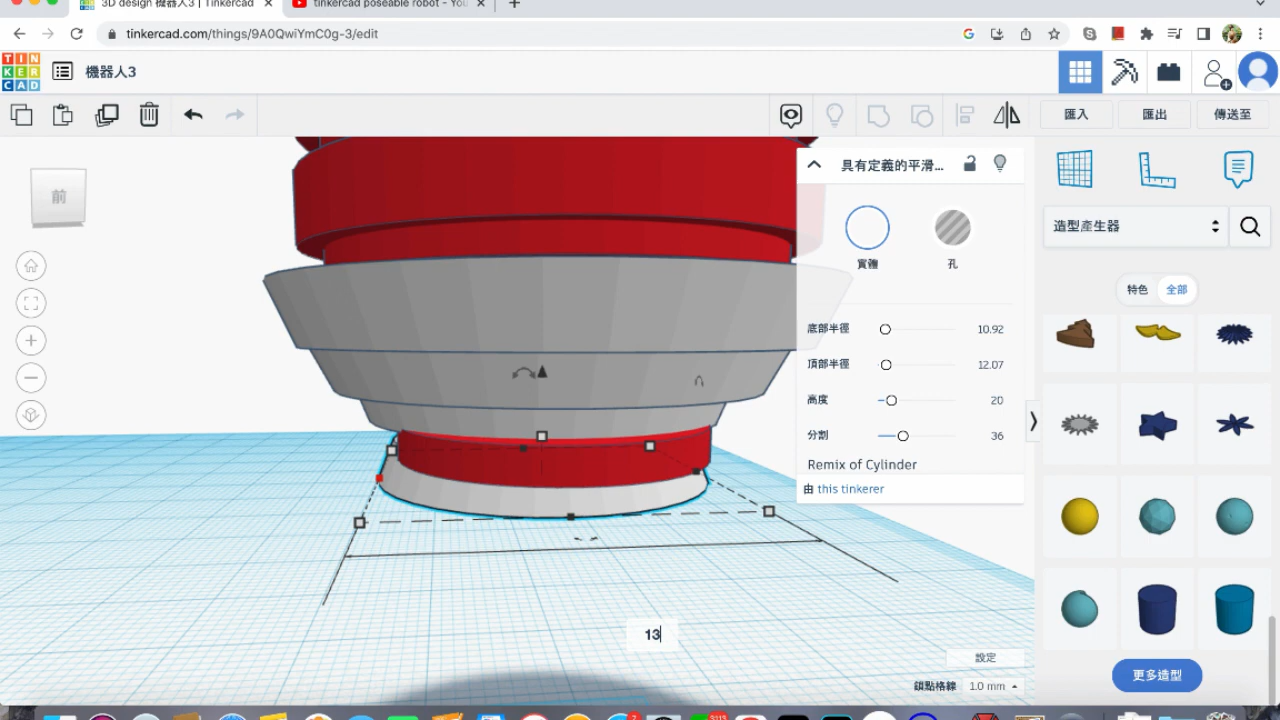 3D design 機器人3 | Tinkercad
tinkercad poseable robot - You
tinkercad.com/things/9A0QwiYmC0g-3/edit
TIN
KER
CAD
機器人3
匯入
匯出
傳送至
前
具有定義的平滑...
實體
孔
底部半徑 10.92
頂部半徑 12.07
高度 20
分割 36
Remix of Cylinder
由 this tinkerer
造型產生器
特色
全部
更多造型
13
設定
鎖點格線 1.0 mm